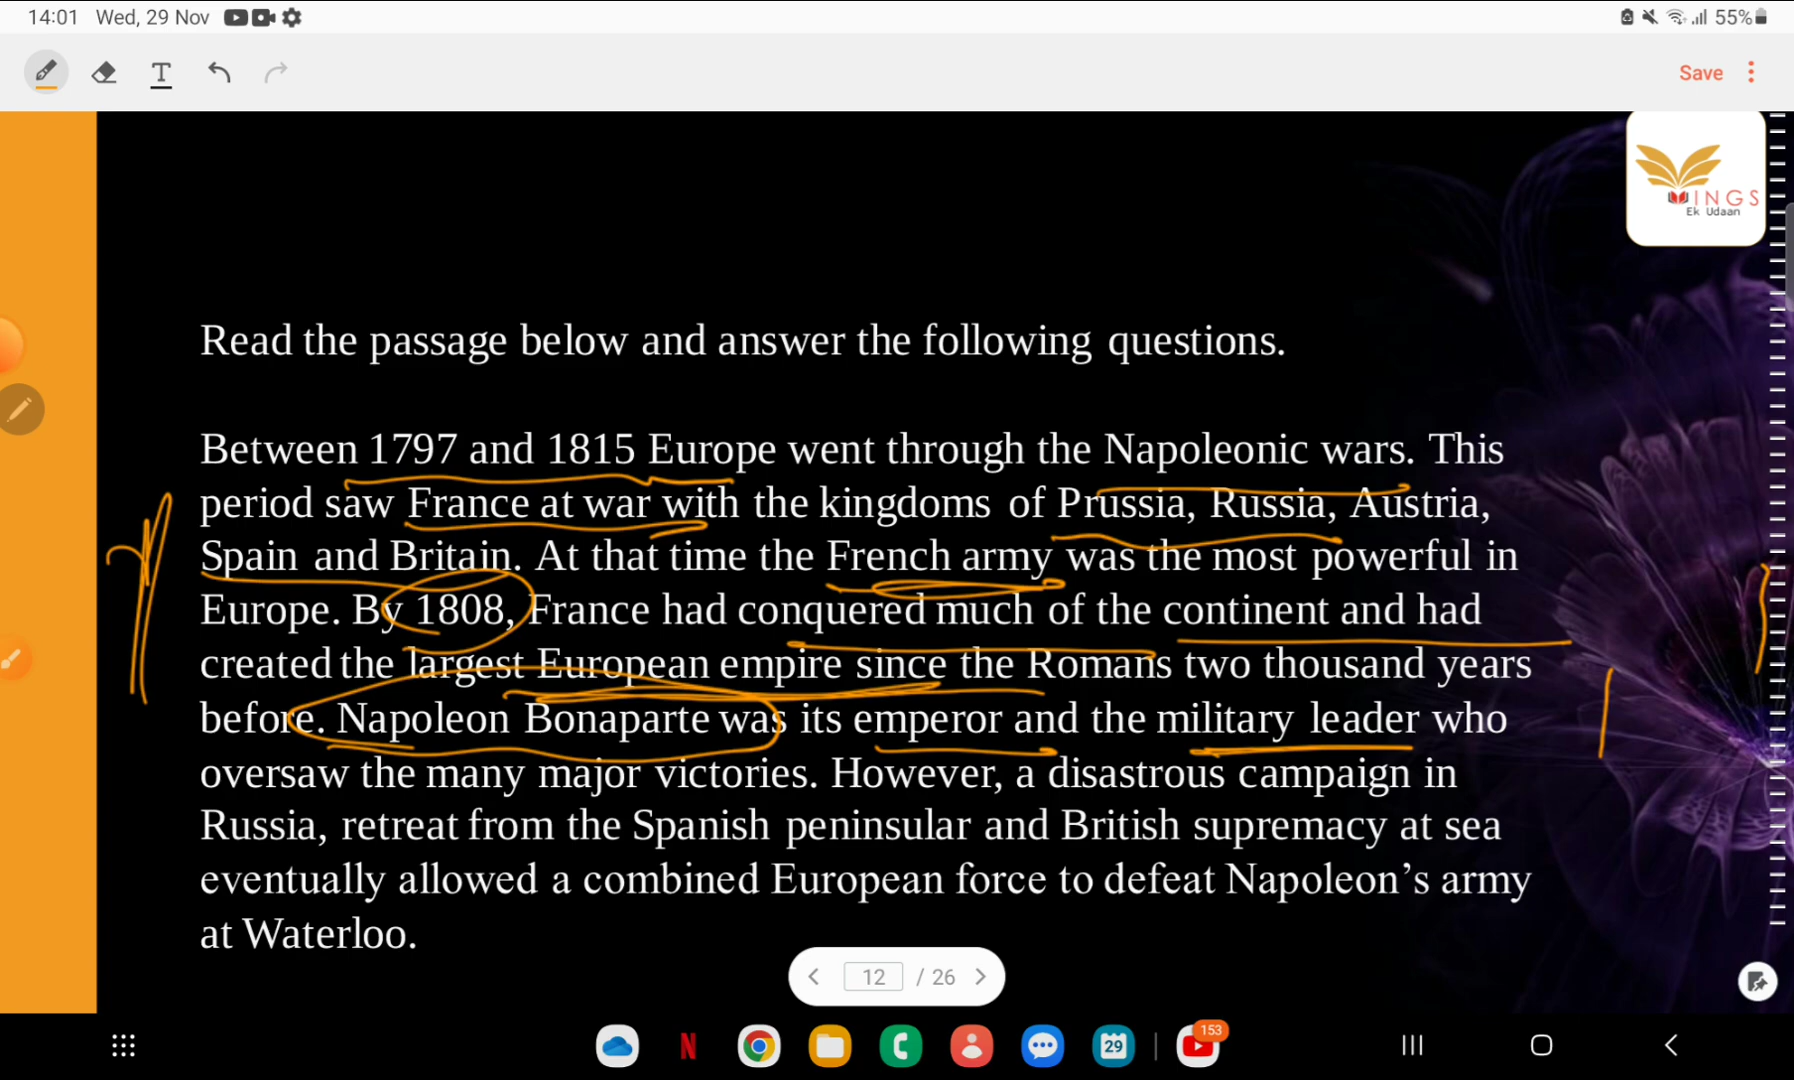 14:01 Wed, 29 Nov 55%
T
Save
WINGS
Ek Udaan
Read the passage below and answer the following questions.
Between 1797 and 1815 Europe went through the Napoleonic wars. This
period saw France at war with the kingdoms of Prussia, Russia, Austria,
Spain and Britain. At that time the French army was the most powerful in
Europe. By 1808, France had conquered much of the continent and had
created the largest European empire since the Romans two thousand years
before. Napoleon Bonaparte was its emperor and the military leader who
oversaw the many major victories. However, a disastrous campaign in
Russia, retreat from the Spanish peninsular and British supremacy at sea
eventually allowed a combined European force to defeat Napoleon’s army
at Waterloo.
12 / 26
N
29
153